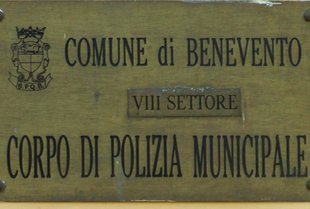 COMUNE di BENEVENTO
S.P.Q.B.
VIII SETTORE
CORPO DI POLIZIA MUNICIPALE